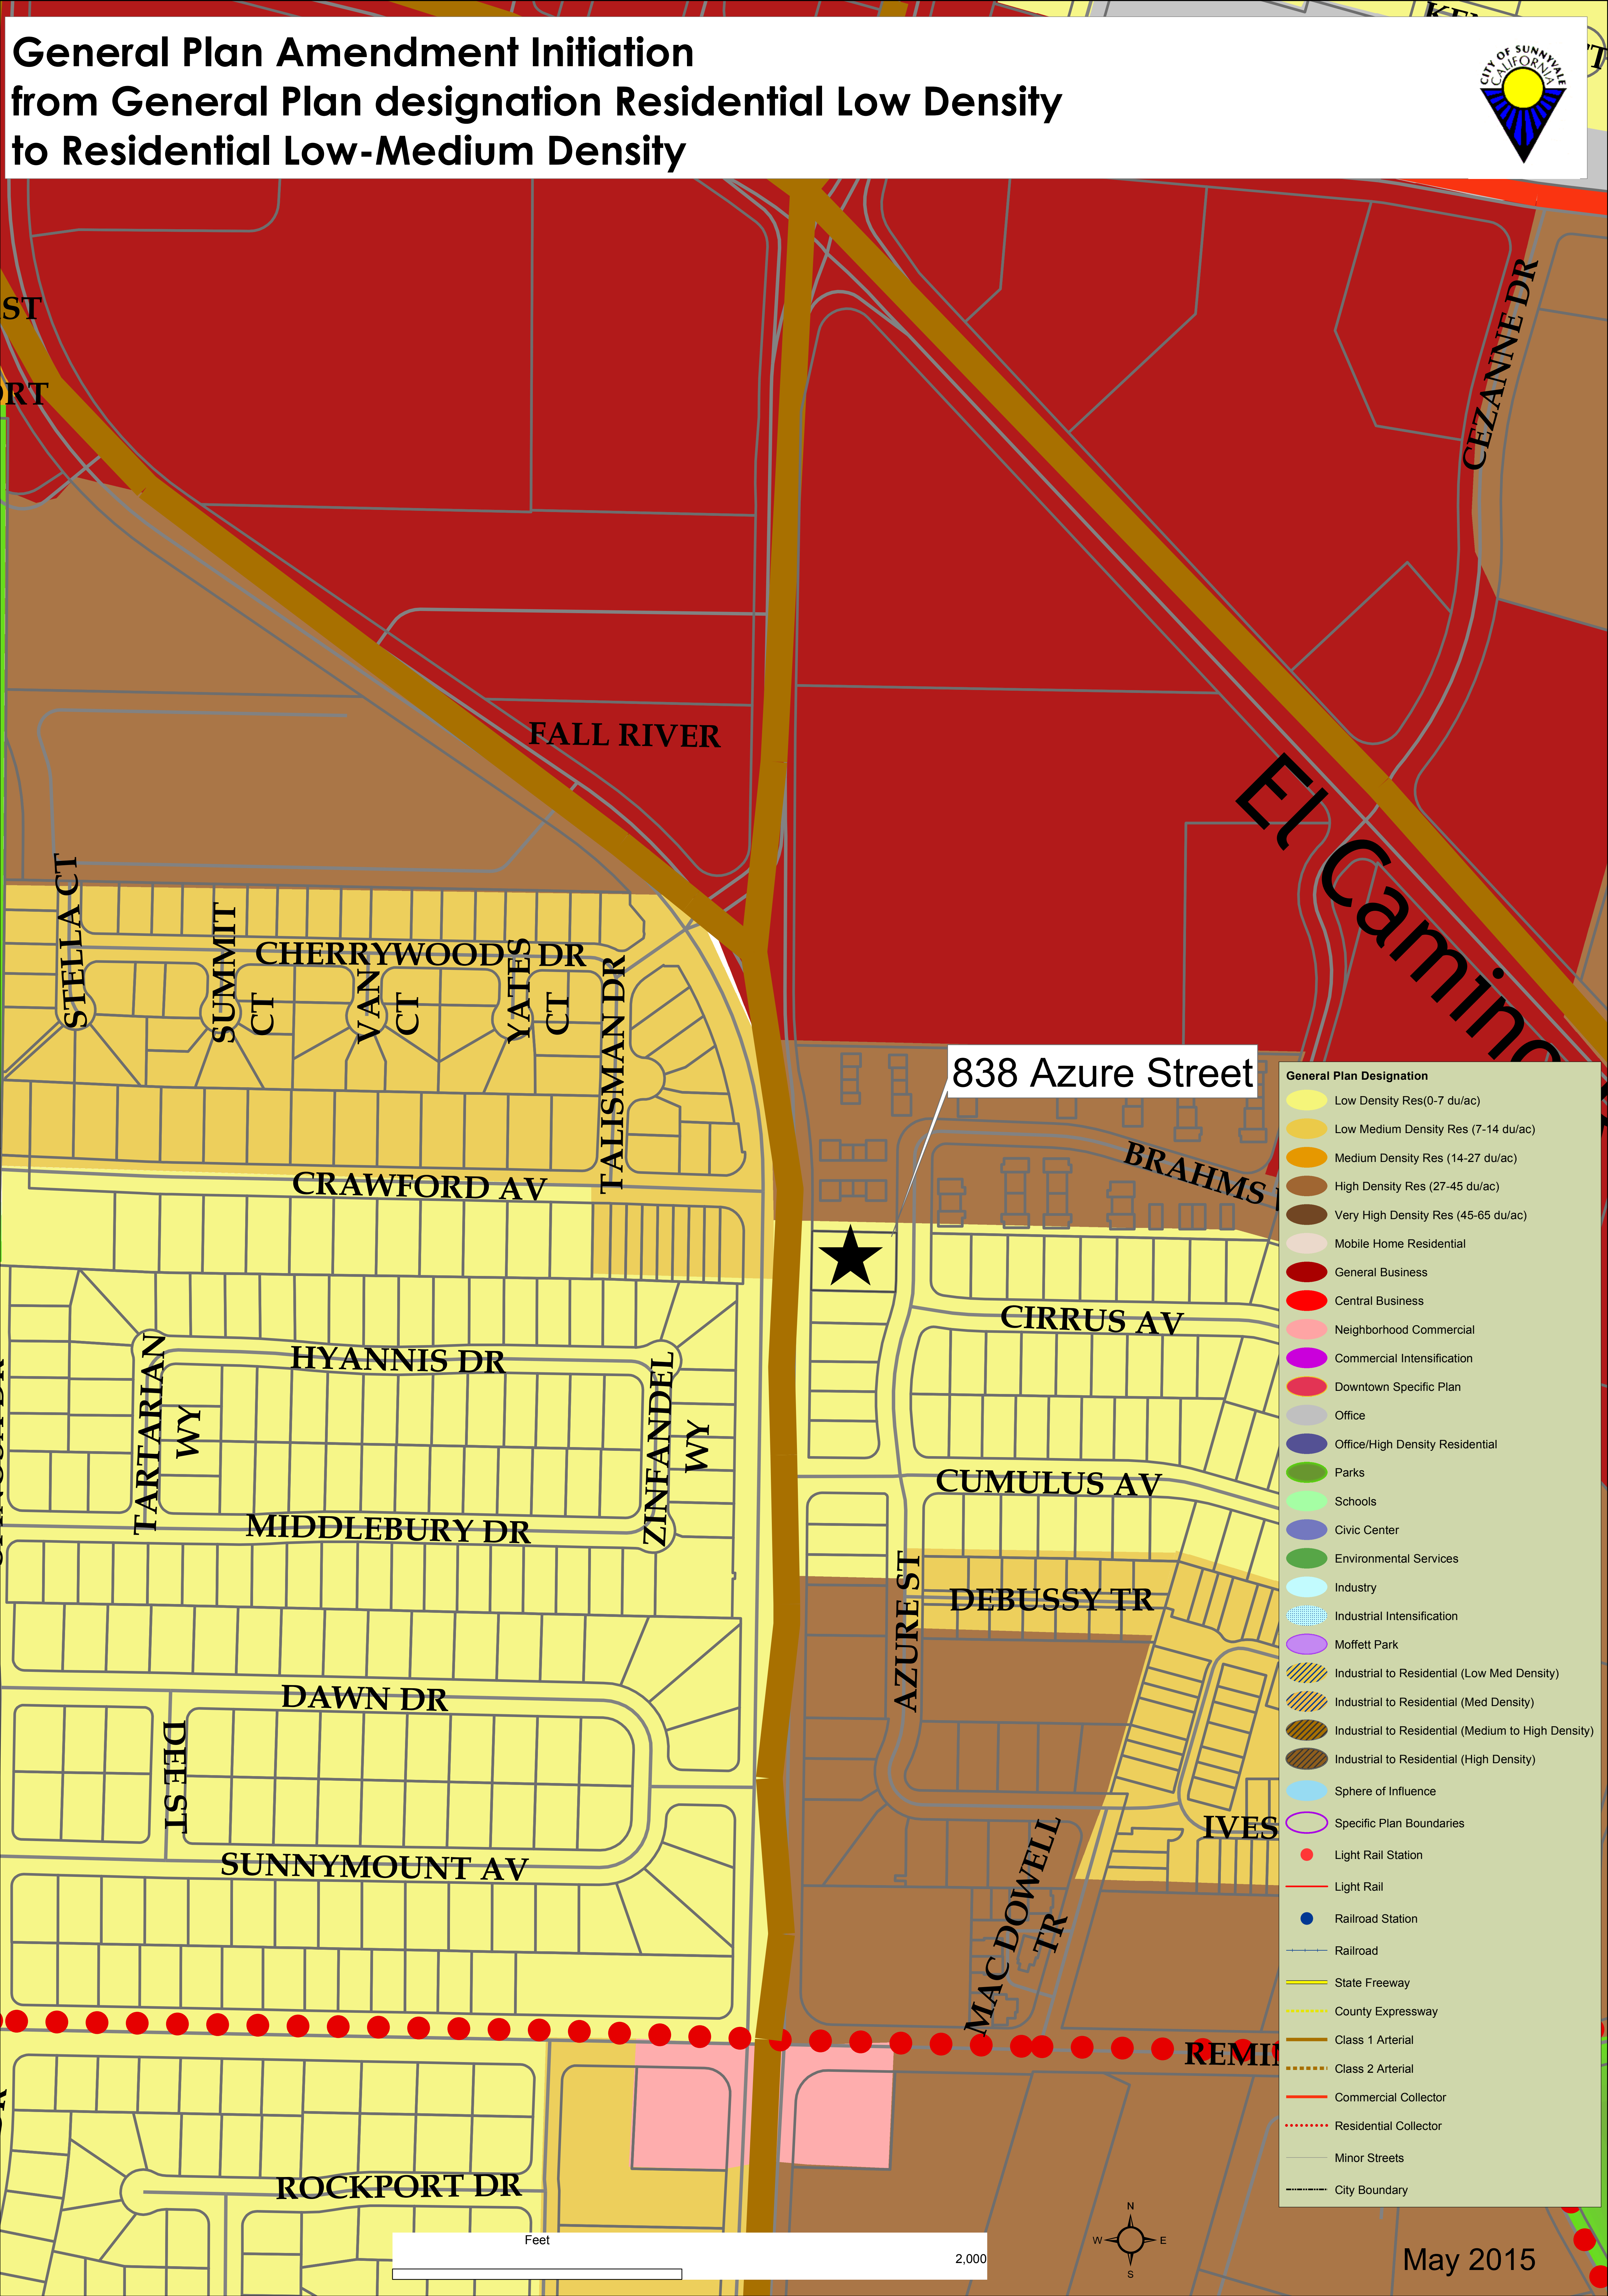 General Plan Amendment Initiation
from General Plan designation Residential Low Density
to Residential Low-Medium Density
CITY OF SUNNYVALE
CALIFORNIA
CEZANNE DR
FALL RIVER
El Camino
STELLA CT
SUMMIT
CT
CHERRYWOOD DR
VAN
CT
YATES
CT
TALISMAN DR
838 Azure Street
BRAHMS
CRAWFORD AV
CIRRUS AV
HYANNIS DR
TARTARIAN
WY
ZINFANDEL
WY
CUMULUS AV
MIDDLEBURY DR
AZURE ST
DEBUSSY TR
DAWN DR
DEE ST
IVES
SUNNYMOUNT AV
MAC DOWELL
TR
ROCKPORT DR
General Plan Designation
Low Density Res(0-7 du/ac)
Low Medium Density Res (7-14 du/ac)
Medium Density Res (14-27 du/ac)
High Density Res (27-45 du/ac)
Very High Density Res (45-65 du/ac)
Mobile Home Residential
General Business
Central Business
Neighborhood Commercial
Commercial Intensification
Downtown Specific Plan
Office
Office/High Density Residential
Parks
Schools
Civic Center
Environmental Services
Industry
Industrial Intensification
Moffett Park
Industrial to Residential (Low Med Density)
Industrial to Residential (Med Density)
Industrial to Residential (Medium to High Density)
Industrial to Residential (High Density)
Sphere of Influence
Specific Plan Boundaries
Light Rail Station
Light Rail
Railroad Station
Railroad
State Freeway
County Expressway
Class 1 Arterial
Class 2 Arterial
Commercial Collector
Residential Collector
Minor Streets
City Boundary
Feet
2,000
N
W E
S
May 2015